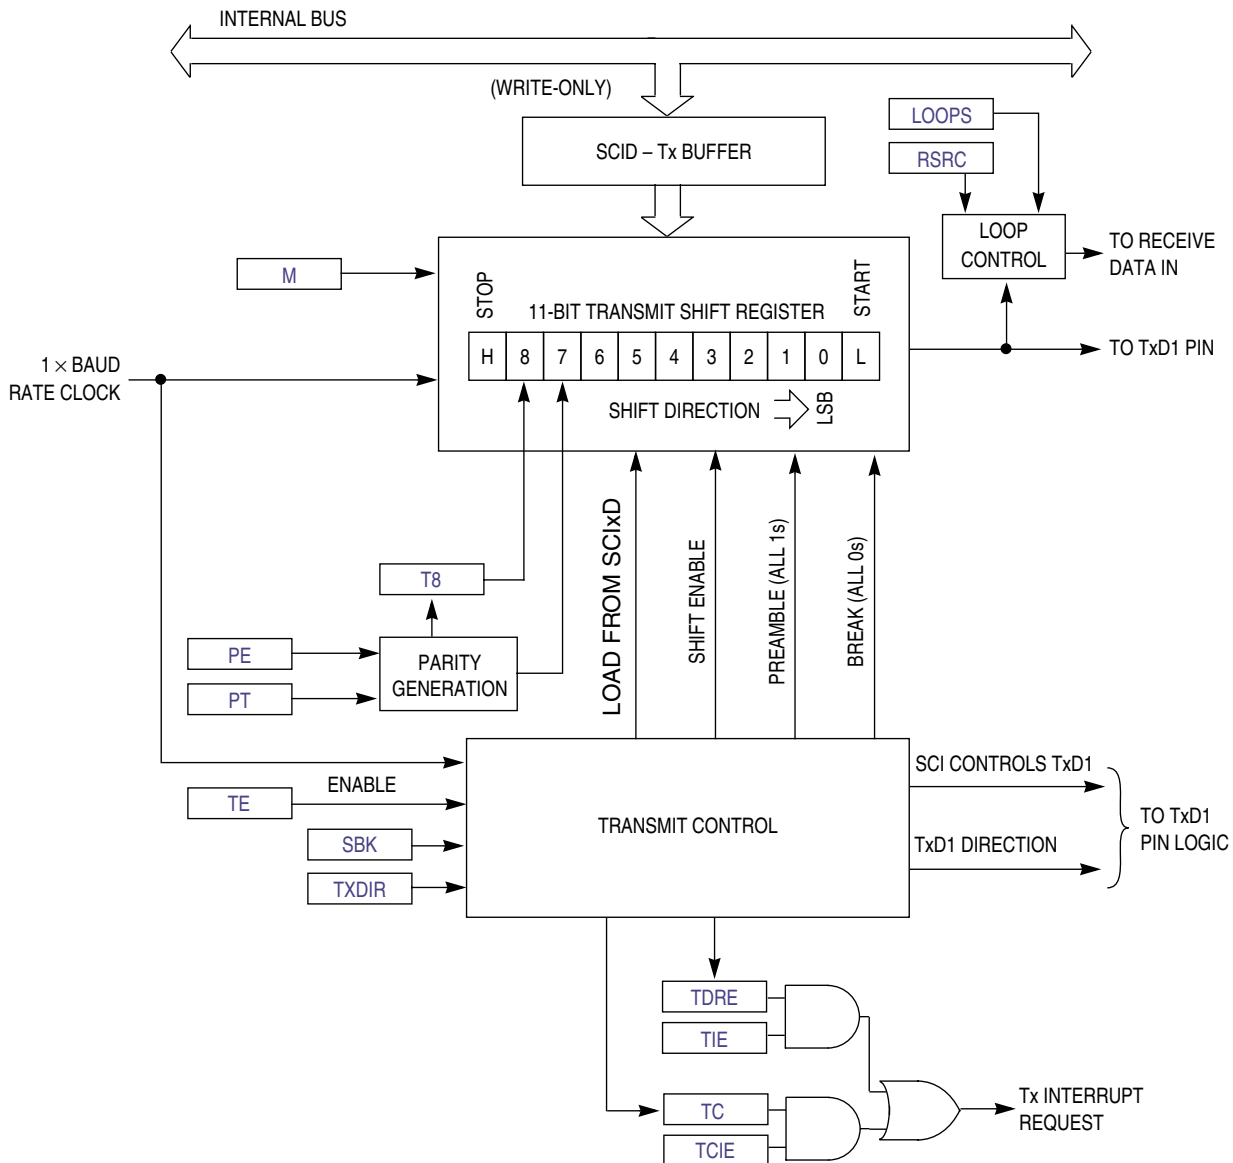 INTERNAL BUS
(WRITE-ONLY)
SCID – Tx BUFFER
LOOPS
RSRC
LOOP
CONTROL
TO RECEIVE
DATA IN
M
STOP
11-BIT TRANSMIT SHIFT REGISTER
START
H 8 7 6 5 4 3 2 1 0 L
TO TxD1 PIN
1 × BAUD
RATE CLOCK
SHIFT DIRECTION
LSB
LOAD FROM SCIxD
SHIFT ENABLE
PREAMBLE (ALL 1s)
BREAK (ALL 0s)
T8
PE
PT
PARITY
GENERATION
ENABLE
TE
SBK
TXDIR
TRANSMIT CONTROL
SCI CONTROLS TxD1
TxD1 DIRECTION
TO TxD1
PIN LOGIC
TDRE
TIE
TC
TCIE
Tx INTERRUPT
REQUEST